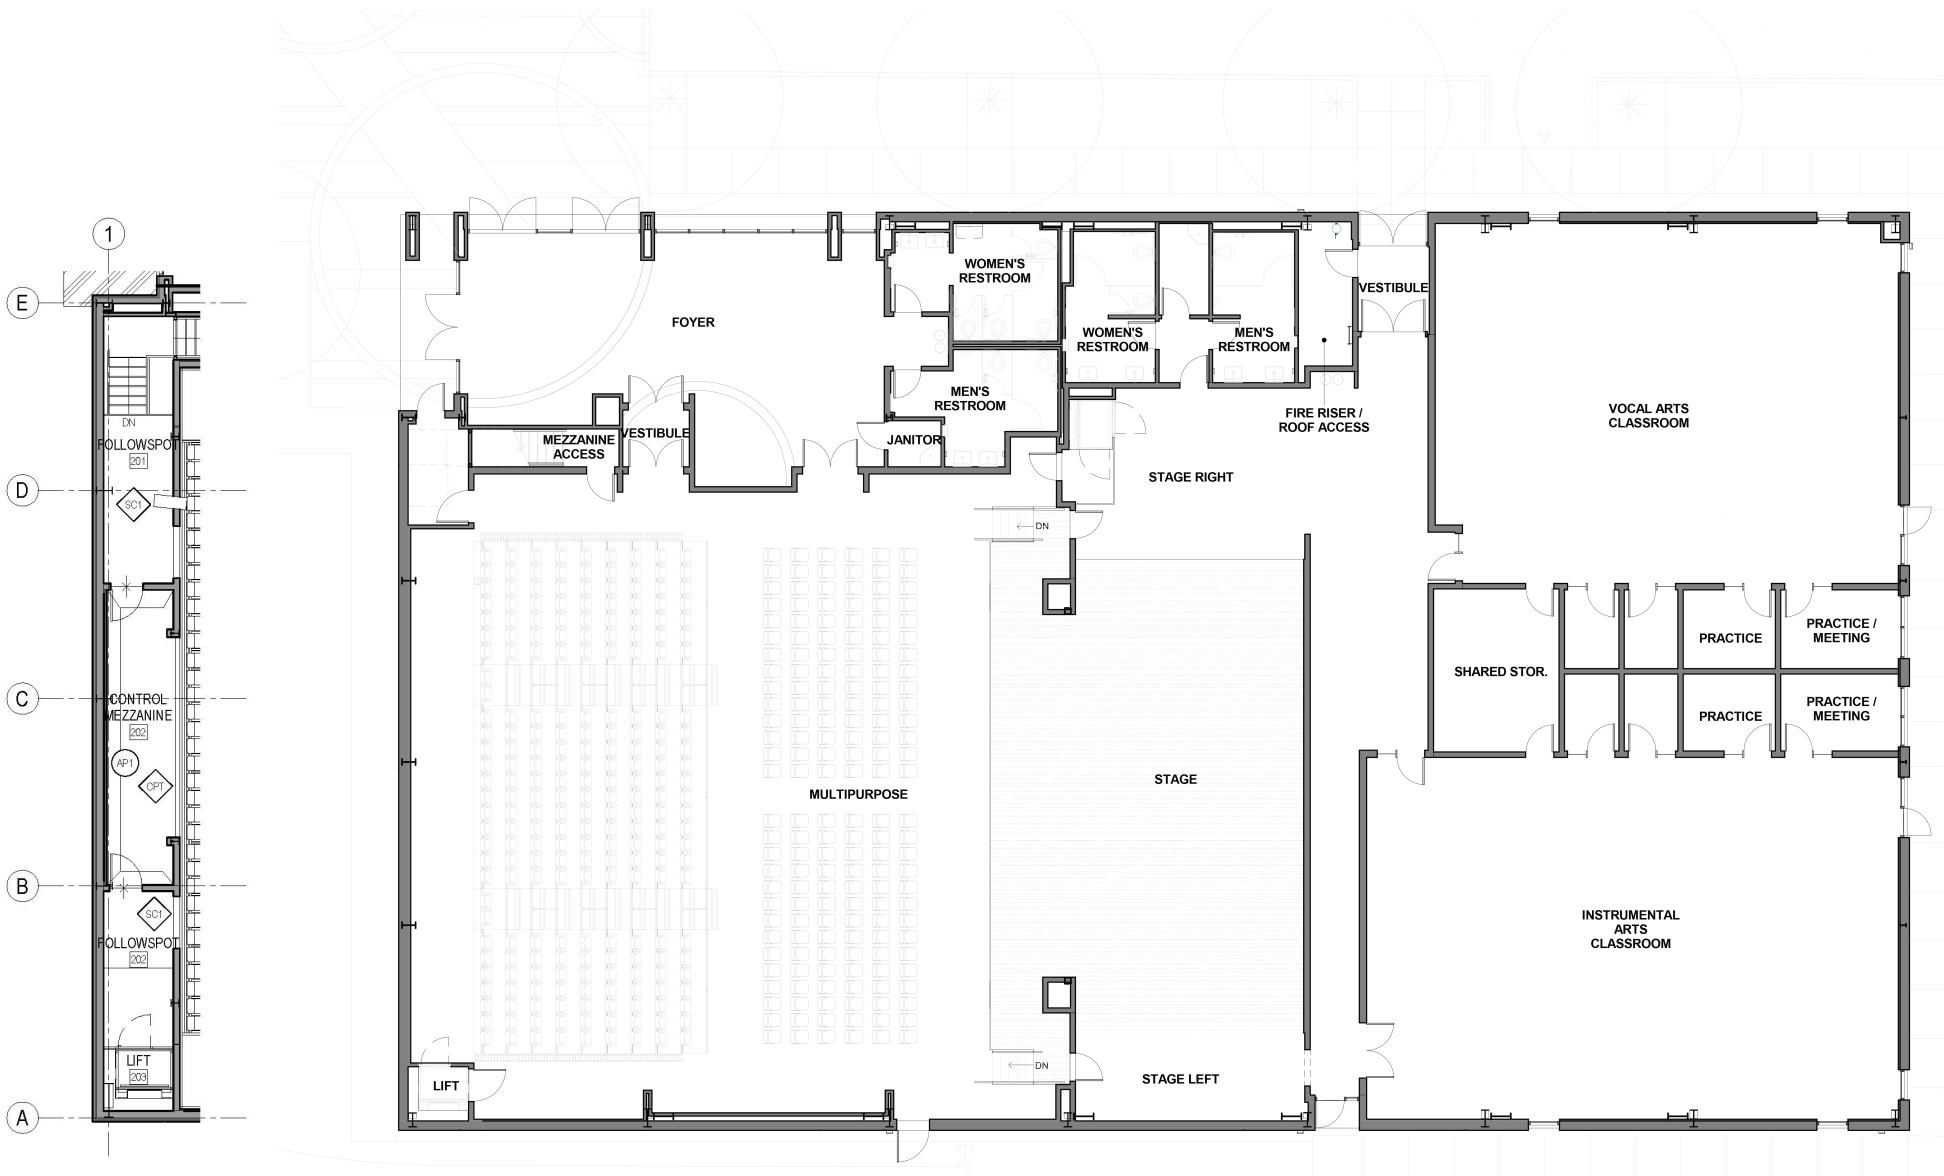 1
E
DN
FOLLOWSPOT
201
D
SC1
C
CONTROL
MEZZANINE
202
AP1
CPT
B
SC1
FOLLOWSPOT
202
LIFT
203
A
FOYER
WOMEN'S
RESTROOM
WOMEN'S
RESTROOM
MEN'S
RESTROOM
VESTIBULE
MEN'S
RESTROOM
FIRE RISER /
ROOF ACCESS
MEZZANINE
ACCESS
VESTIBULE
JANITOR
VOCAL ARTS
CLASSROOM
STAGE RIGHT
DN
SHARED STOR.
PRACTICE
PRACTICE /
MEETING
PRACTICE
PRACTICE /
MEETING
MULTIPURPOSE
STAGE
INSTRUMENTAL
ARTS
CLASSROOM
LIFT
DN
STAGE LEFT